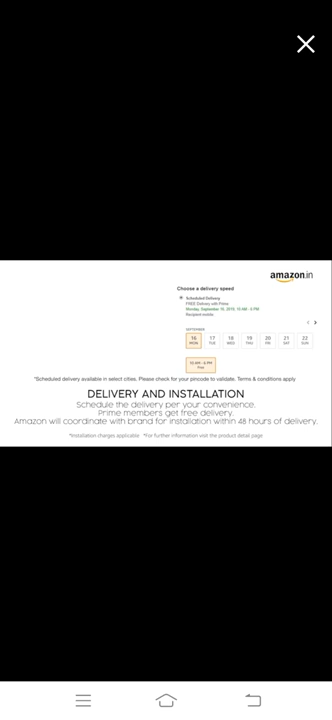 amazon.in
Choose a delivery speed
Scheduled Delivery
FREE Delivery with Prime
Monday, September 16, 2019, 10 AM - 6 PM
SEPTEMBER
16 17 18 19 20 21 22
MON TUE WED THU FRI SAT SUN
10 AM - 6 PM
Free
*Scheduled delivery available in select cities. Please check for your pincode to validate. Terms & conditions apply
DELIVERY AND INSTALLATION
Schedule the delivery per your convenience.
Prime members get free delivery.
Amazon will coordinate with brand for installation within 48 hours of delivery.
*Installation charges applicable *For further information visit the product detail page